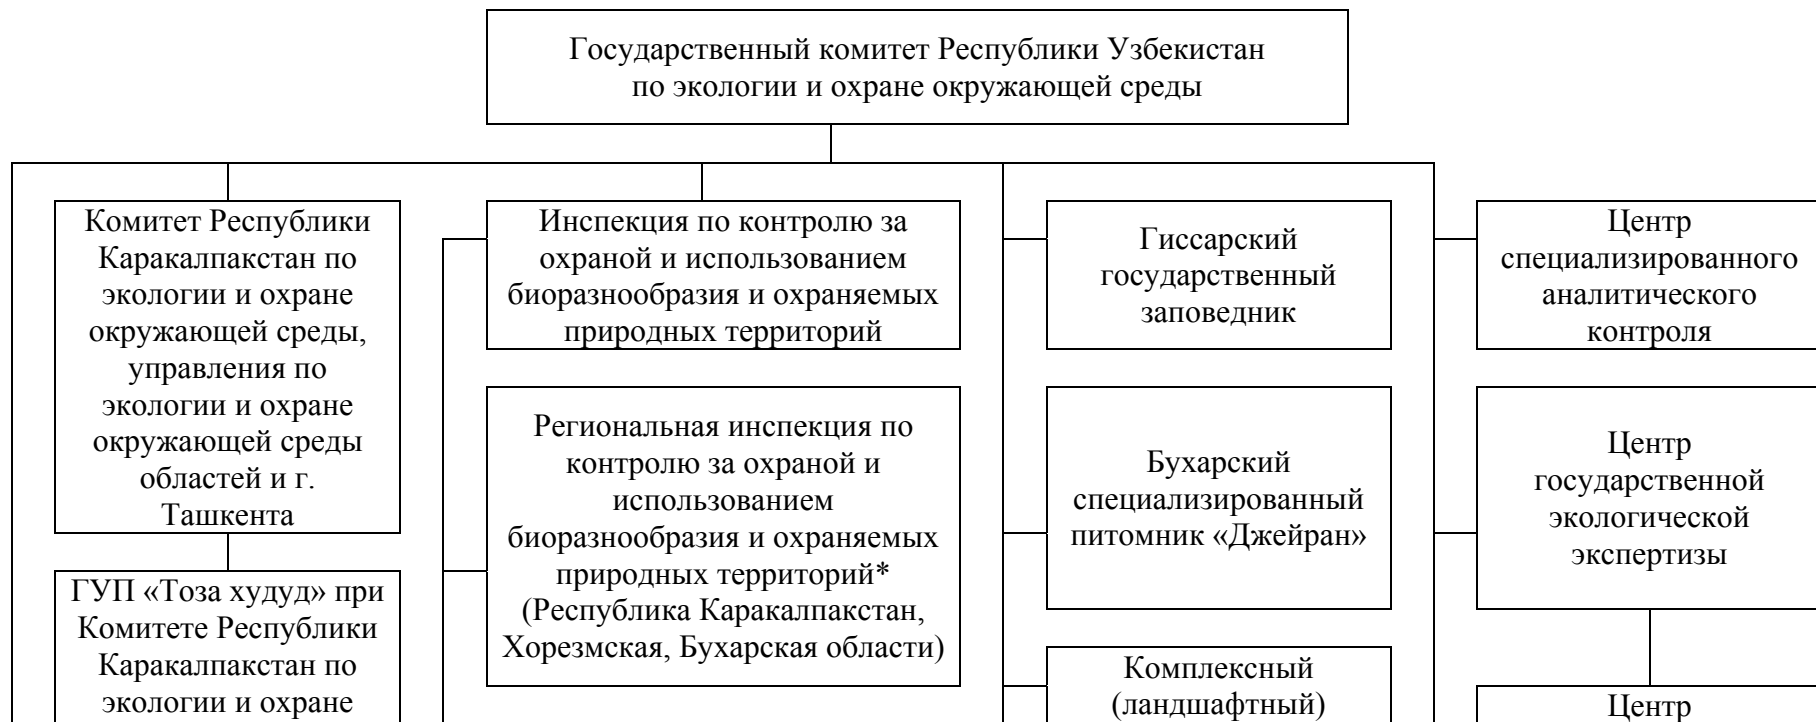 Государственный комитет Республики Узбекистан
по экологии и охране окружающей среды
Комитет Республики
Каракалпакстан по
экологии и охране
окружающей среды,
управления по
экологии и охране
окружающей среды
областей и г.
Ташкента
ГУП «Тоза худуд» при
Комитете Республики
Каракалпакстан по
экологии и охране
Инспекция по контролю за
охраной и использованием
биоразнообразия и охраняемых
природных территорий
Региональная инспекция по
контролю за охраной и
использованием
биоразнообразия и охраняемых
природных территорий*
(Республика Каракалпакстан,
Хорезмская, Бухарская области)
Гиссарский
государственный
заповедник
Бухарский
специализированный
питомник «Джейран»
Комплексный
(ландшафтный)
Центр
специализированного
аналитического
контроля
Центр
государственной
экологической
экспертизы
Центр